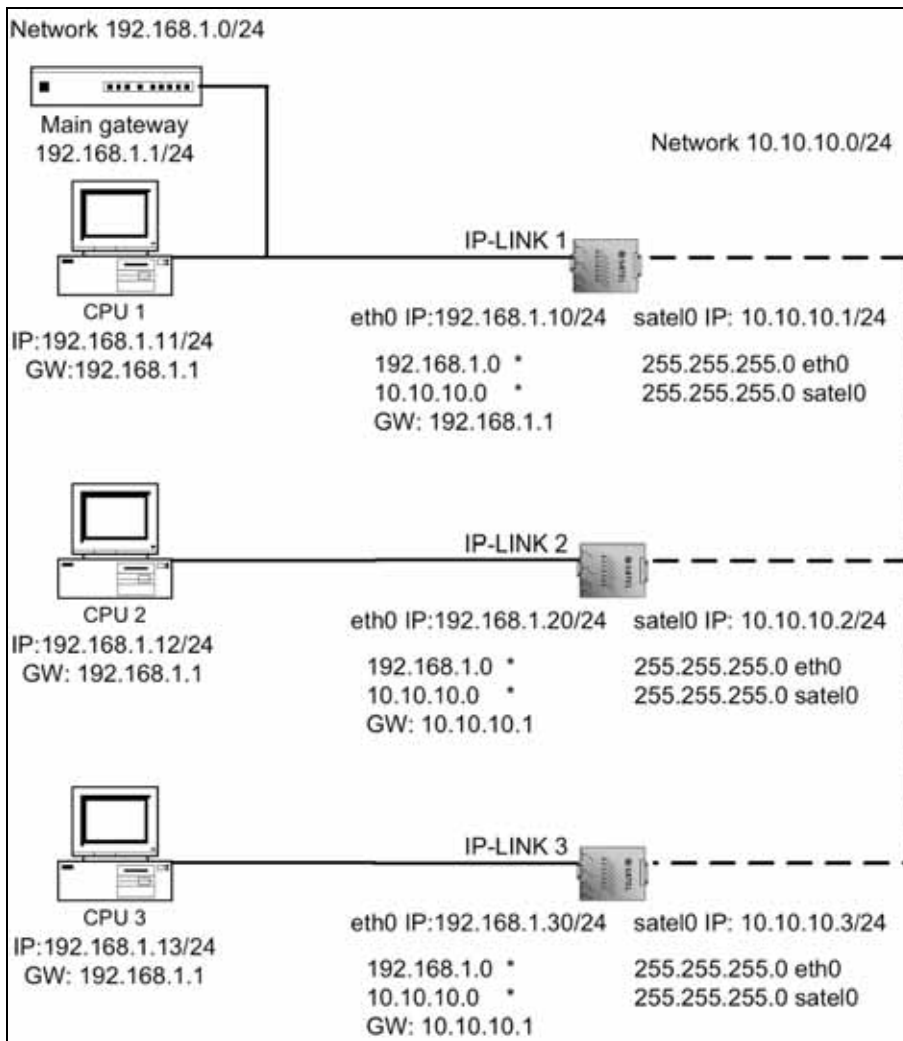 Network 192.168.1.0/24
Main gateway
192.168.1.1/24
Network 10.10.10.0/24
IP-LINK 1
SATEL
CPU 1
IP:192.168.1.11/24
GW:192.168.1.1
eth0 IP:192.168.1.10/24 satel0 IP: 10.10.10.1/24
192.168.1.0 * 255.255.255.0 eth0
10.10.10.0 * 255.255.255.0 satel0
GW: 192.168.1.1
IP-LINK 2
SATEL
CPU 2
IP:192.168.1.12/24
GW: 192.168.1.1
eth0 IP:192.168.1.20/24 satel0 IP: 10.10.10.2/24
192.168.1.0 * 255.255.255.0 eth0
10.10.10.0 * 255.255.255.0 satel0
GW: 10.10.10.1
IP-LINK 3
SATEL
CPU 3
IP:192.168.1.13/24
GW: 192.168.1.1
eth0 IP:192.168.1.30/24 satel0 IP: 10.10.10.3/24
192.168.1.0 * 255.255.255.0 eth0
10.10.10.0 * 255.255.255.0 satel0
GW: 10.10.10.1